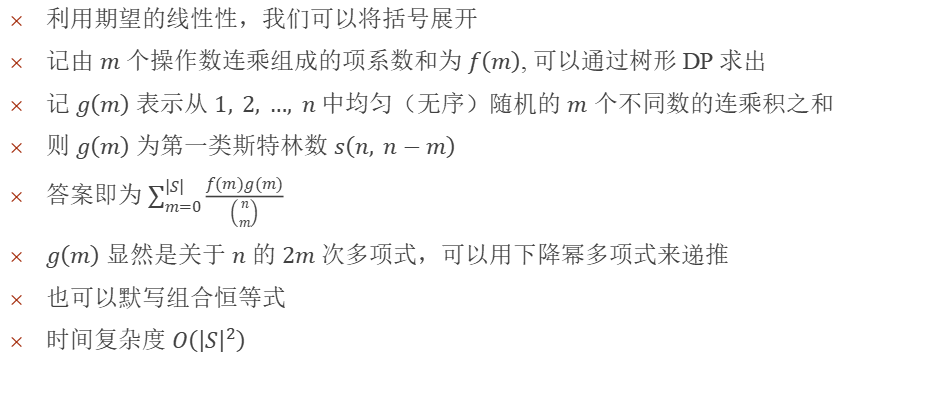 × 利用期望的线性性，我们可以将括号展开
× 记由 m 个操作数连乘组成的项系数和为 f(m), 可以通过树形 DP 求出
× 记 g(m) 表示从 1, 2, …, n 中均匀（无序）随机的 m 个不同数的连乘积之和
× 则 g(m) 为第一类斯特林数 s(n, n − m)
× 答案即为 $\sum_{m=0}^{|S|} \frac{f(m)g(m)}{\binom{n}{m}}$
× g(m) 显然是关于 n 的 2m 次多项式，可以用下降幂多项式来递推
× 也可以默写组合恒等式
× 时间复杂度 O(|S|²)